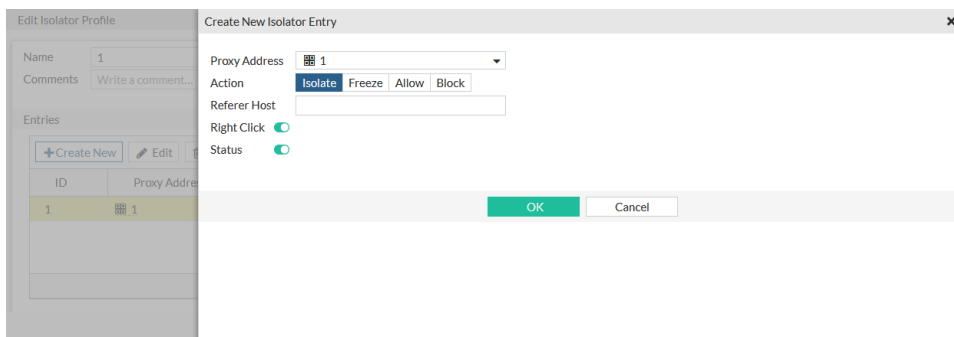 Edit Isolator Profile
Create New Isolator Entry
Name 1
Comments Write a comment...
Entries
Create New Edit
ID Proxy Addre
1 1
Proxy Address 1
Action Isolate Freeze Allow Block
Referer Host
Right Click
Status
OK Cancel